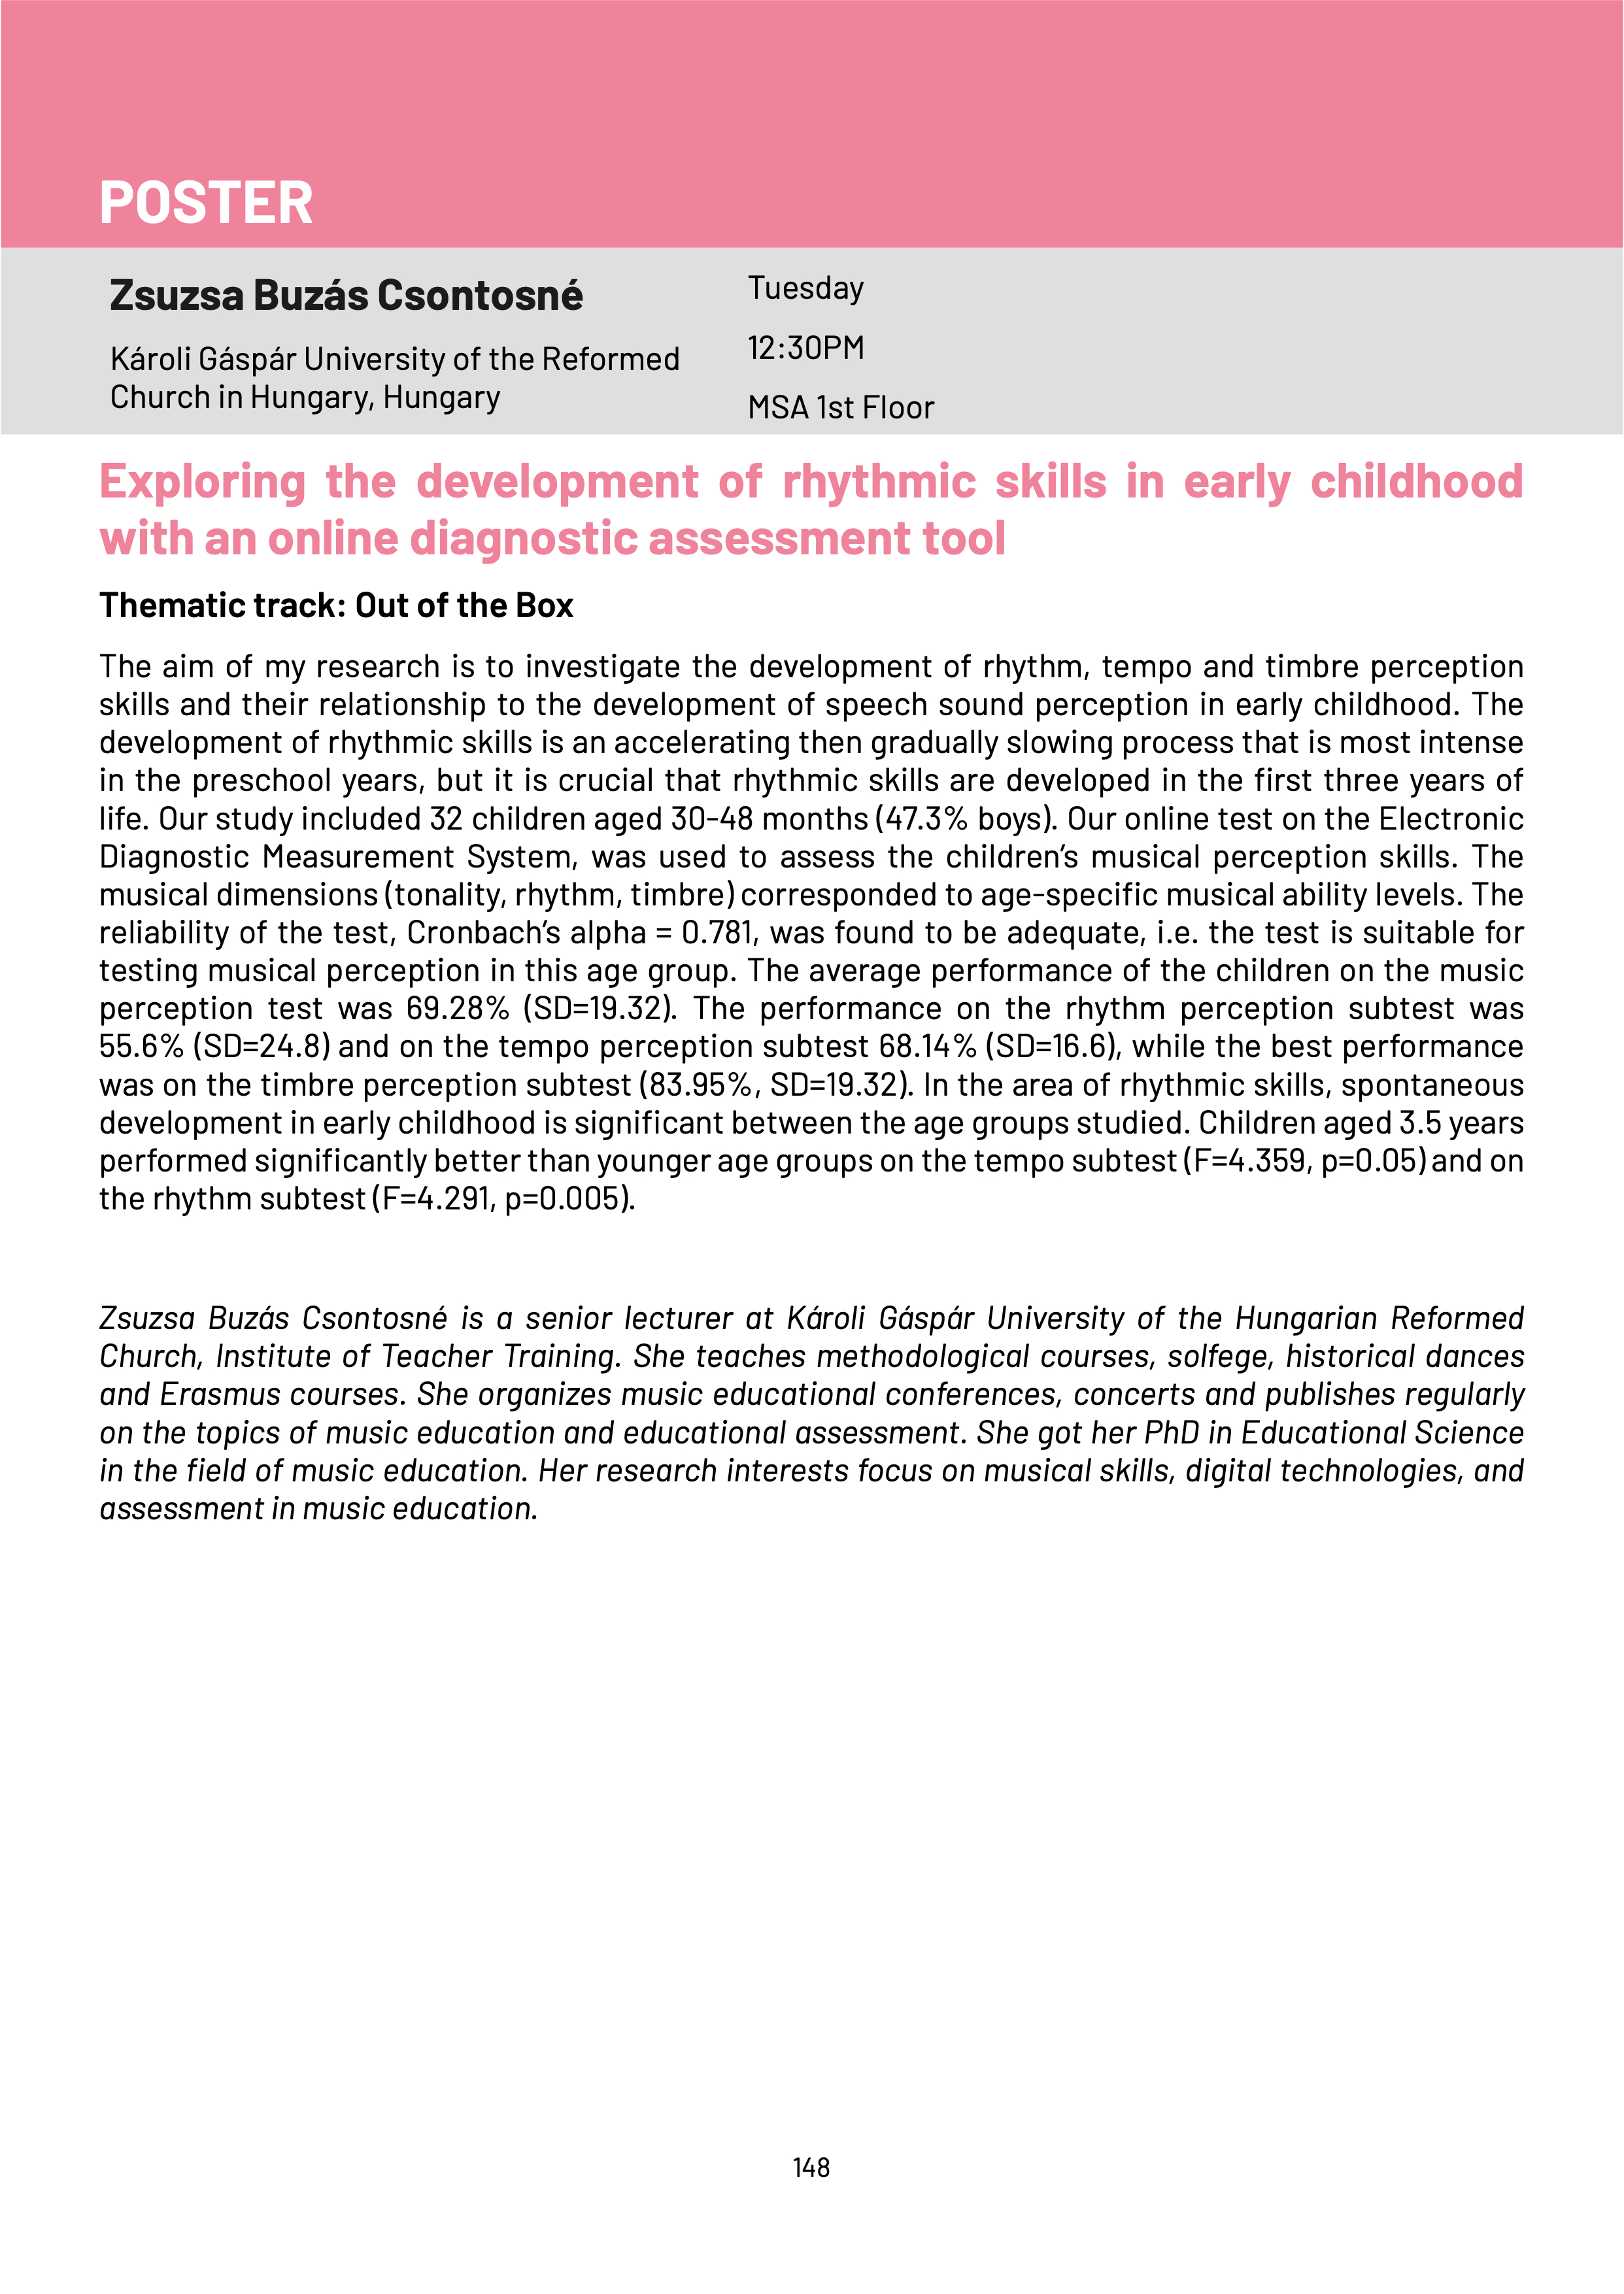 POSTER
Zsuzsa Buzás Csontosné
Károli Gáspár University of the Reformed
Church in Hungary, Hungary
Tuesday
12:30PM
MSA 1st Floor
Exploring the development of rhythmic skills in early childhood
with an online diagnostic assessment tool
Thematic track: Out of the Box
The aim of my research is to investigate the development of rhythm, tempo and timbre perception
skills and their relationship to the development of speech sound perception in early childhood. The
development of rhythmic skills is an accelerating then gradually slowing process that is most intense
in the preschool years, but it is crucial that rhythmic skills are developed in the first three years of
life. Our study included 32 children aged 30-48 months (47.3% boys). Our online test on the Electronic
Diagnostic Measurement System, was used to assess the children’s musical perception skills. The
musical dimensions (tonality, rhythm, timbre) corresponded to age-specific musical ability levels. The
reliability of the test, Cronbach’s alpha = 0.781, was found to be adequate, i.e. the test is suitable for
testing musical perception in this age group. The average performance of the children on the music
perception test was 69.28% (SD=19.32). The performance on the rhythm perception subtest was
55.6% (SD=24.8) and on the tempo perception subtest 68.14% (SD=16.6), while the best performance
was on the timbre perception subtest (83.95%, SD=19.32). In the area of rhythmic skills, spontaneous
development in early childhood is significant between the age groups studied. Children aged 3.5 years
performed significantly better than younger age groups on the tempo subtest (F=4.359, p=0.05) and on
the rhythm subtest (F=4.291, p=0.005).
Zsuzsa Buzás Csontosné is a senior lecturer at Károli Gáspár University of the Hungarian Reformed
Church, Institute of Teacher Training. She teaches methodological courses, solfege, historical dances
and Erasmus courses. She organizes music educational conferences, concerts and publishes regularly
on the topics of music education and educational assessment. She got her PhD in Educational Science
in the field of music education. Her research interests focus on musical skills, digital technologies, and
assessment in music education.
148